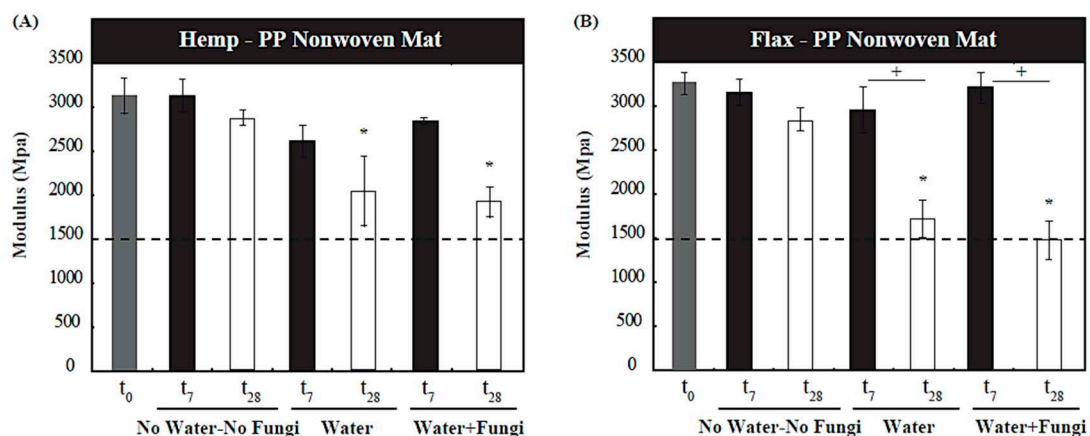 (A)
Hemp - PP Nonwoven Mat
Modulus (Mpa)
3500
3000
2500
2000
1500
1000
500
0
*
*
t0 t7 t28 t7 t28 t7 t28
No Water-No Fungi Water Water+Fungi
(B)
Flax - PP Nonwoven Mat
Modulus (Mpa)
3500
3000
2500
2000
1500
1000
500
0
+ +
*
*
t0 t7 t28 t7 t28 t7 t28
No Water-No Fungi Water Water+Fungi